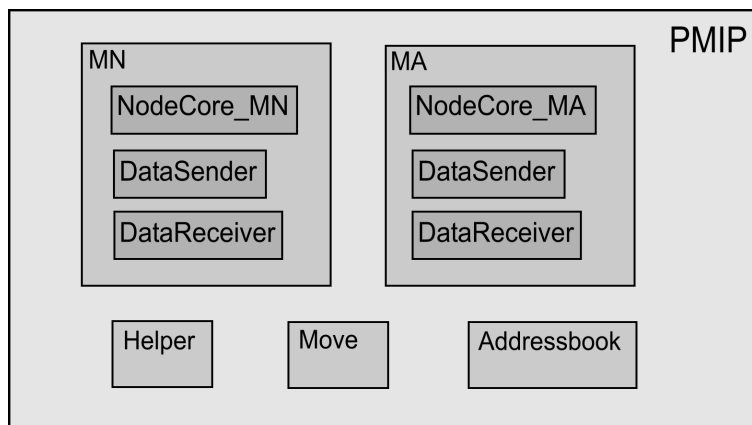 PMIP
MN
NodeCore_MN
DataSender
DataReceiver
MA
NodeCore_MA
DataSender
DataReceiver
Helper
Move
Addressbook